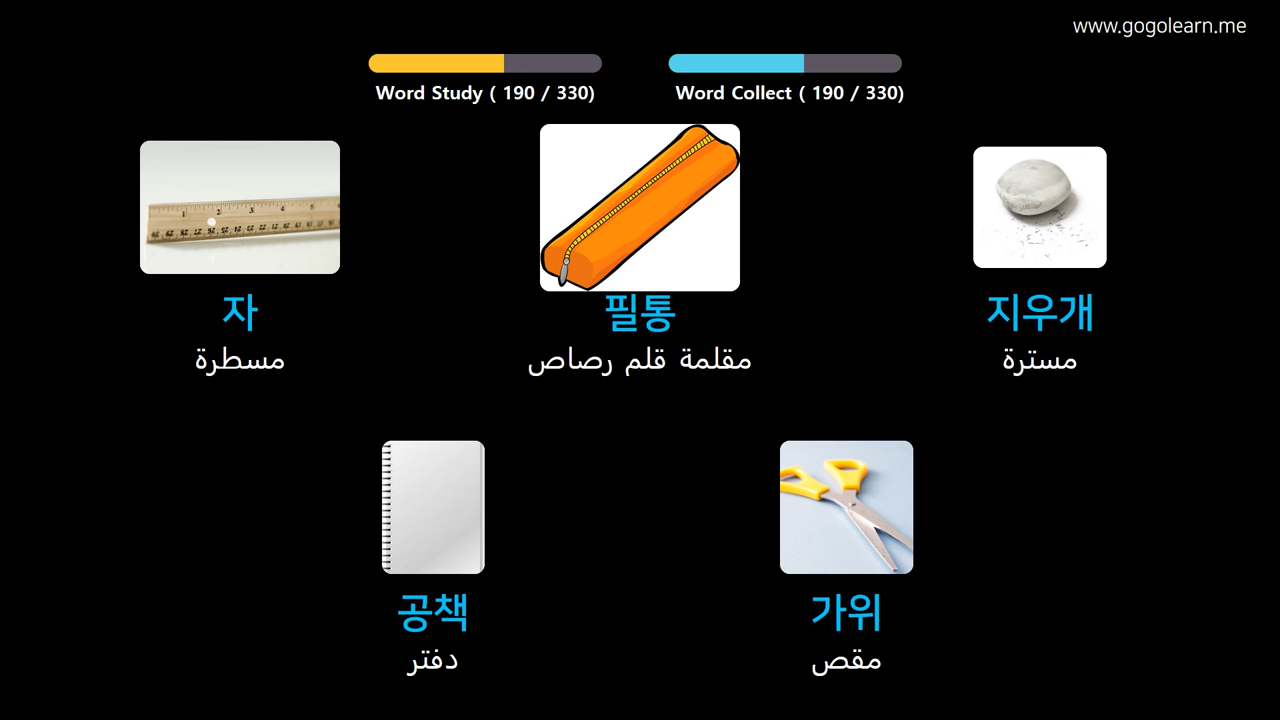 www.gogolearn.me
Word Study ( 190 / 330)
Word Collect ( 190 / 330)
자
مسطرة
필통
مقلمة قلم رصاص
지우개
مسترة
공책
دفتر
가위
مقص